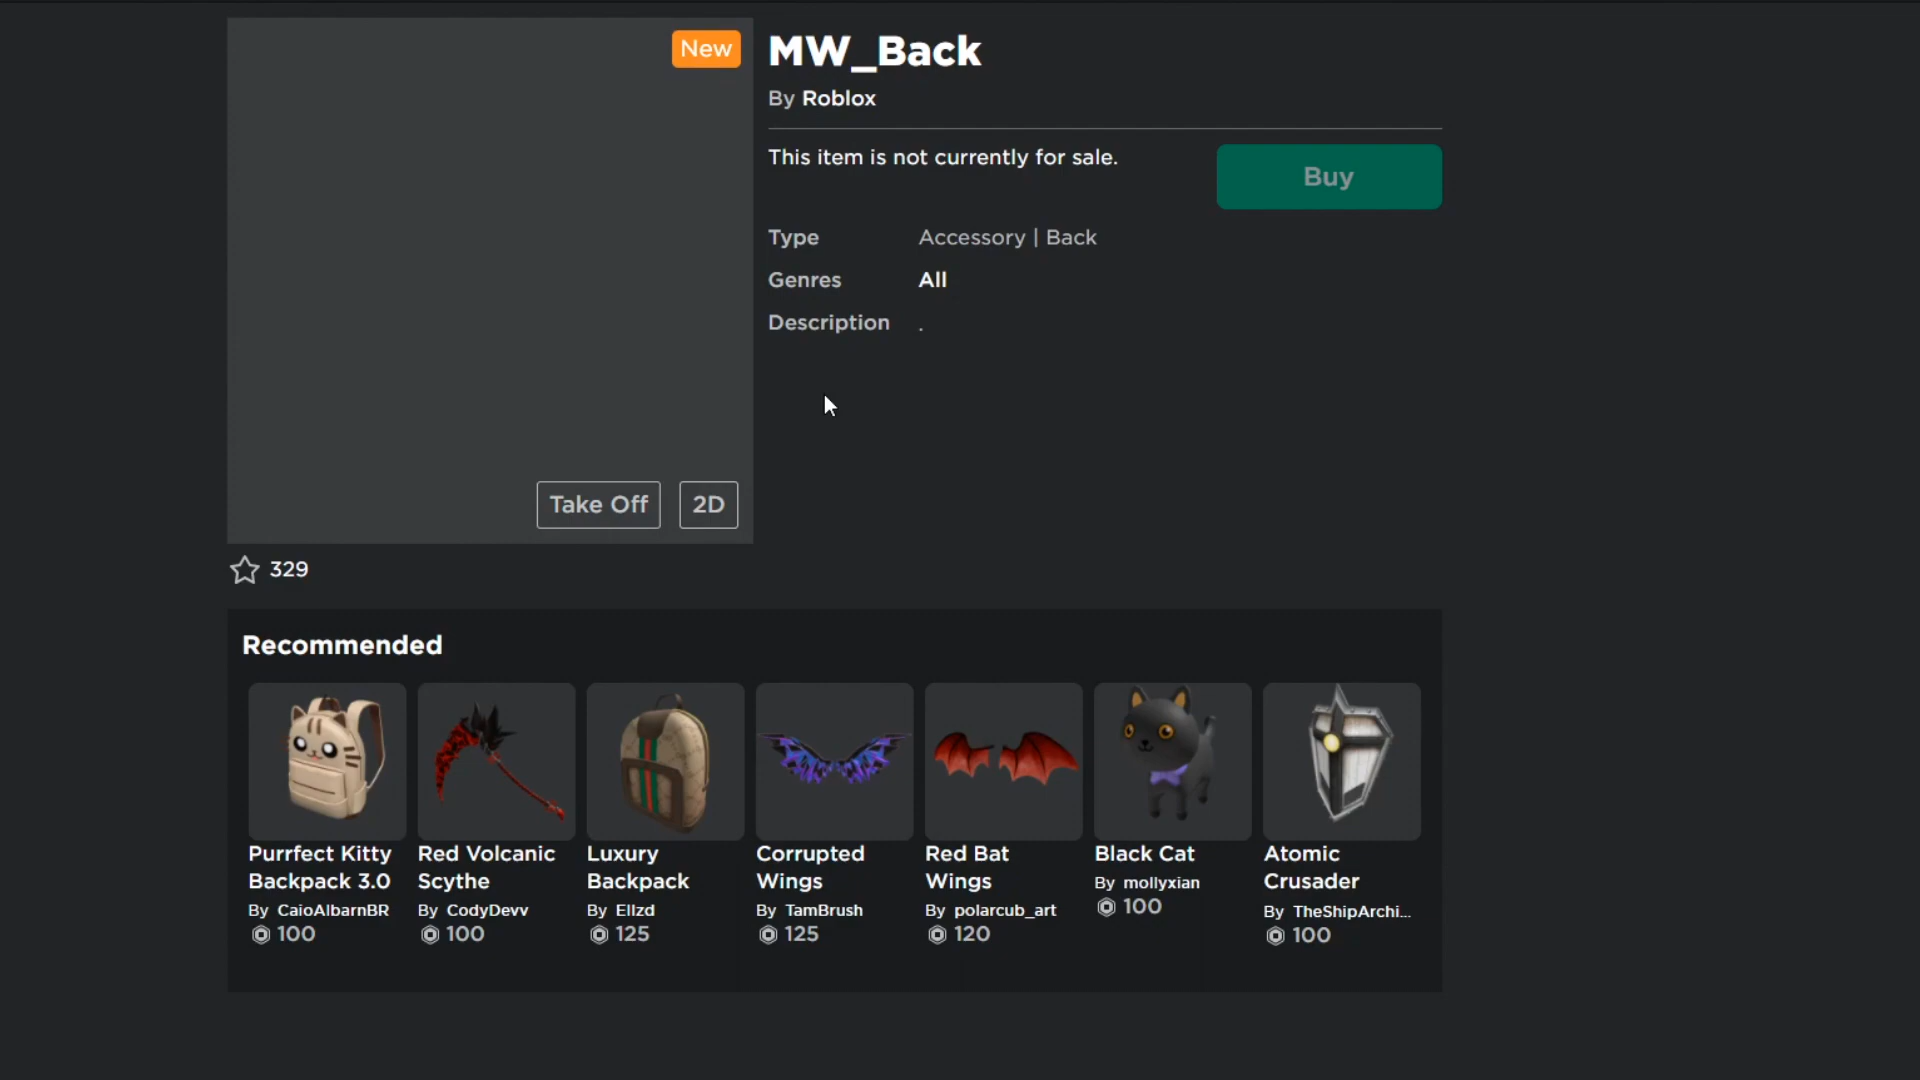 New
MW_Back
By Roblox
This item is not currently for sale.
Buy
Type Accessory | Back
Genres All
Description .
Take Off
2D
329
Recommended
Purrfect Kitty
Backpack 3.0
By CaioAlbarnBR
100
Red Volcanic
Scythe
By CodyDevv
100
Luxury
Backpack
By Ellzd
125
Corrupted
Wings
By TamBrush
125
Red Bat
Wings
By polarcub_art
120
Black Cat
By mollyxian
100
Atomic
Crusader
By TheShipArchi...
100